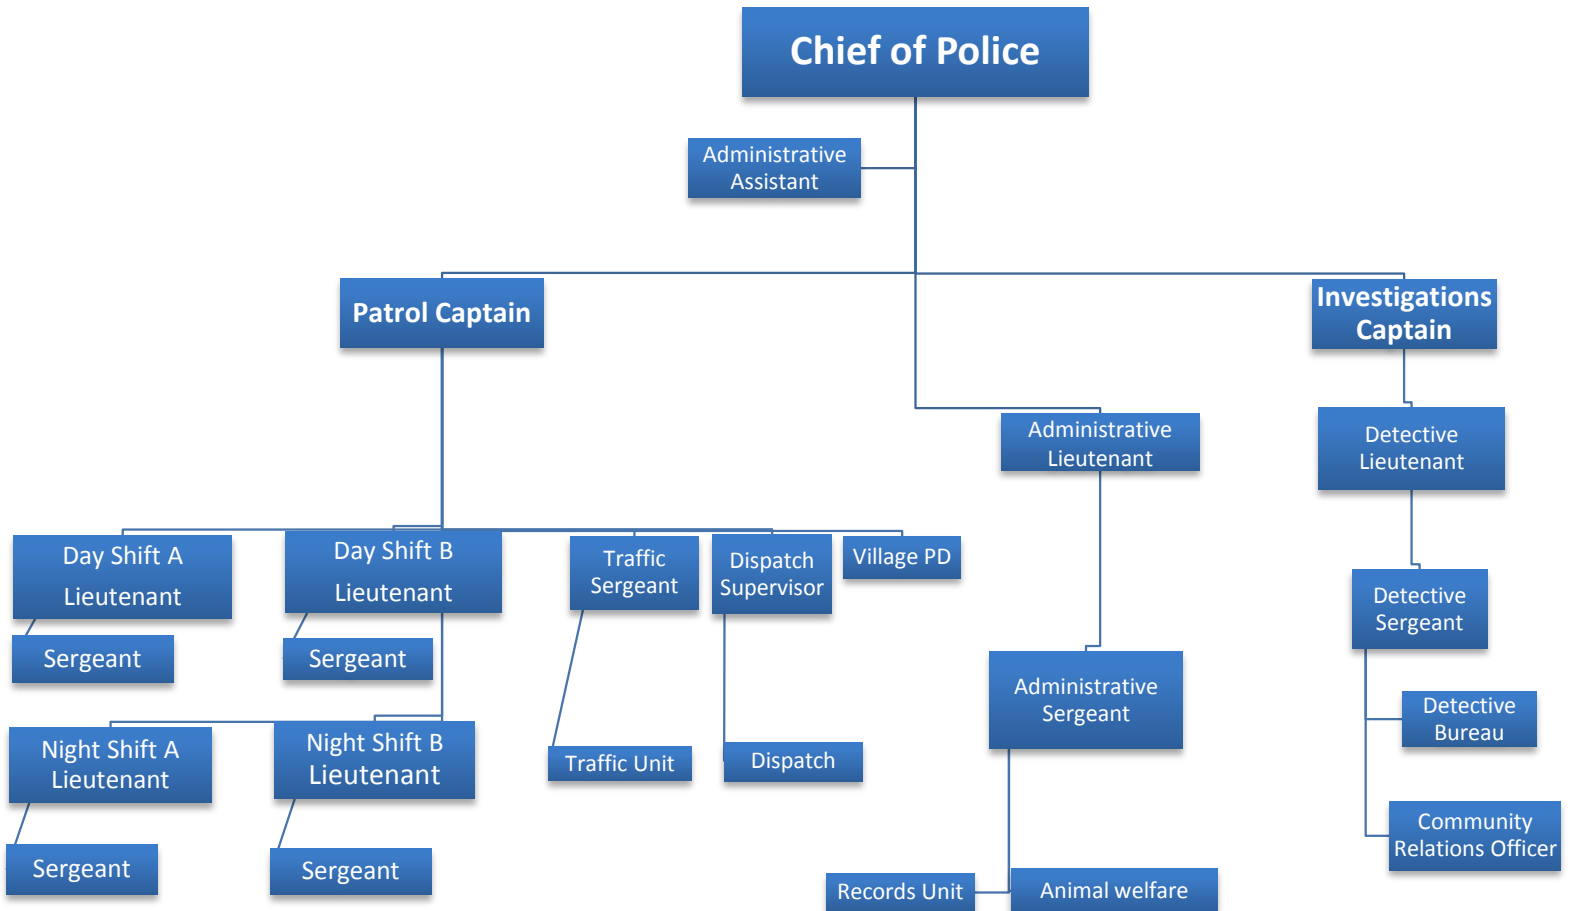 Chief of Police
Administrative
Assistant
Patrol Captain
Investigations
Captain
Administrative
Lieutenant
Detective
Lieutenant
Day Shift A
Lieutenant
Day Shift B
Lieutenant
Traffic
Sergeant
Dispatch
Supervisor
Village PD
Detective
Sergeant
Sergeant
Sergeant
Administrative
Sergeant
Night Shift A
Lieutenant
Night Shift B
Lieutenant
Traffic Unit
Dispatch
Detective
Bureau
Community
Relations Officer
Sergeant
Sergeant
Records Unit
Animal welfare